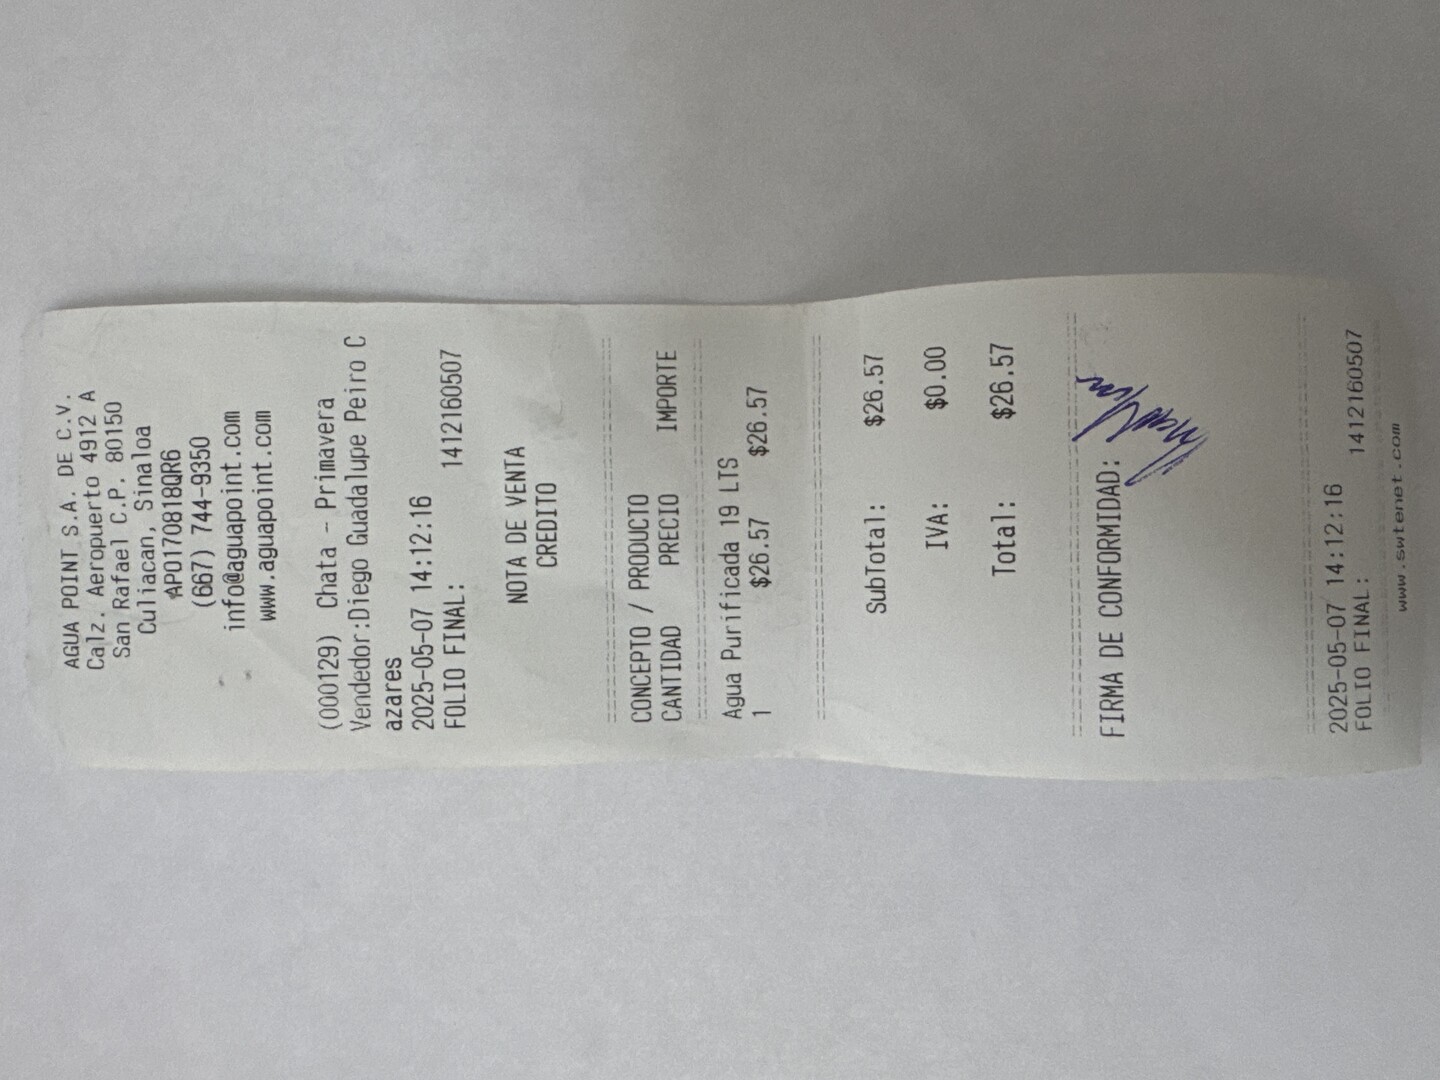 AGUA POINT S.A. DE C.V.
Calz. Aeropuerto 4912 A
San Rafael C.P. 80150
Culiacan, Sinaloa
APO170818QR6
(667) 744-9350
info@aguapoint.com
www.aguapoint.com
(000129) Chata - Primavera
Vendedor:Diego Guadalupe Peiro C
azares
2025-05-07 14:12:16
FOLIO FINAL: 1412160507
NOTA DE VENTA
CREDITO
CONCEPTO / PRODUCTO
CANTIDAD PRECIO IMPORTE
Agua Purificada 19 LTS
1 $26.57 $26.57
SubTotal: $26.57
IVA: $0.00
Total: $26.57
FIRMA DE CONFORMIDAD:
2025-05-07 14:12:16
FOLIO FINAL: 1412160507
www.swtenet.com